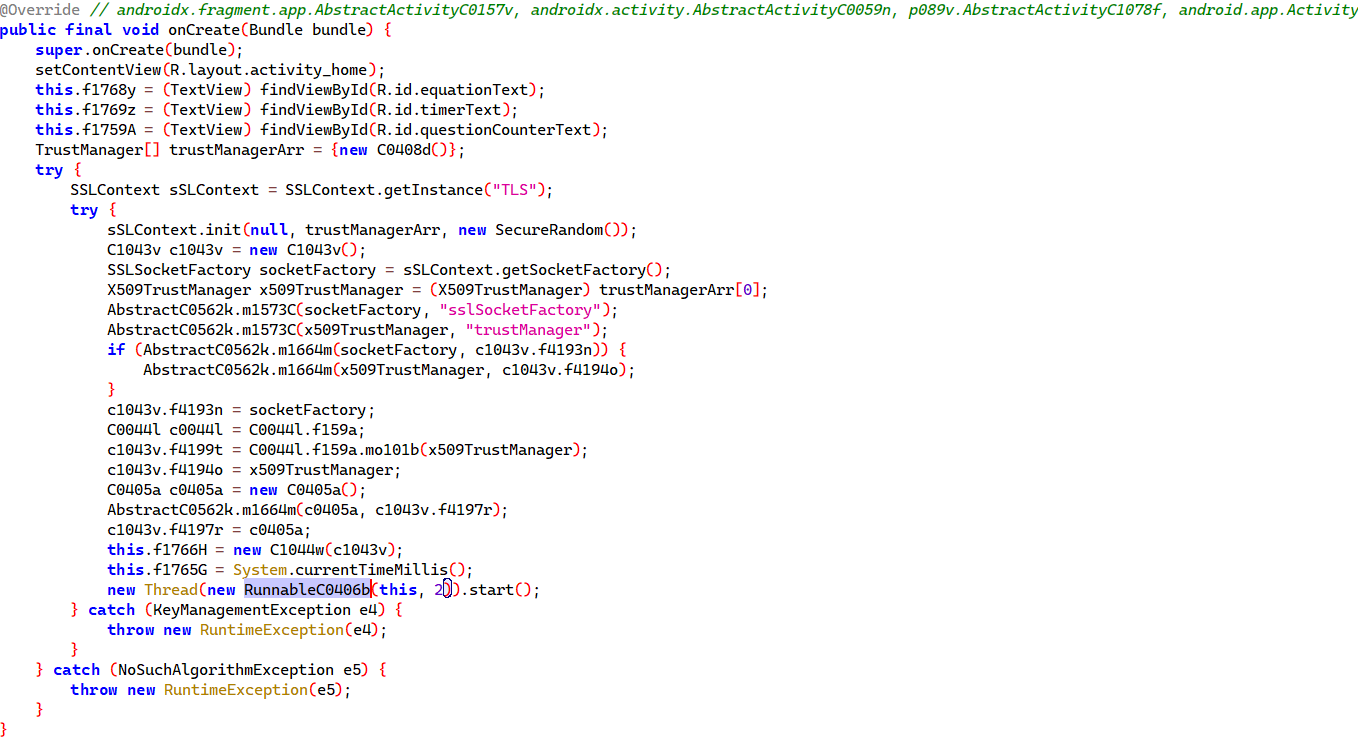 @Override // androidx.fragment.app.AbstractActivityC0157v, androidx.activity.AbstractActivityC0059n, p089v.AbstractActivityC1078f, android.app.Activity
public final void onCreate(Bundle bundle) {
super.onCreate(bundle);
setContentView(R.layout.activity_home);
this.f1768y = (TextView) findViewById(R.id.equationText);
this.f1769z = (TextView) findViewById(R.id.timerText);
this.f1759A = (TextView) findViewById(R.id.questionCounterText);
TrustManager[] trustManagerArr = {new C0408d()};
try {
SSLContext sSLContext = SSLContext.getInstance("TLS");
try {
sSLContext.init(null, trustManagerArr, new SecureRandom());
C1043v c1043v = new C1043v();
SSLSocketFactory socketFactory = sSLContext.getSocketFactory();
X509TrustManager x509TrustManager = (X509TrustManager) trustManagerArr[0];
AbstractC0562k.m1573C(socketFactory, "sslSocketFactory");
AbstractC0562k.m1573C(x509TrustManager, "trustManager");
if (AbstractC0562k.m1664m(socketFactory, c1043v.f4193n)) {
AbstractC0562k.m1664m(x509TrustManager, c1043v.f4194o);
}
c1043v.f4193n = socketFactory;
C0044l c0044l = C0044l.f159a;
c1043v.f4199t = C0044l.f159a.mo101b(x509TrustManager);
c1043v.f4194o = x509TrustManager;
C0405a c0405a = new C0405a();
AbstractC0562k.m1664m(c0405a, c1043v.f4197r);
c1043v.f4197r = c0405a;
this.f1766H = new C1044w(c1043v);
this.f1765G = System.currentTimeMillis();
new Thread(new RunnableC0406b(this, 2)).start();
} catch (KeyManagementException e4) {
throw new RuntimeException(e4);
}
} catch (NoSuchAlgorithmException e5) {
throw new RuntimeException(e5);
}
}